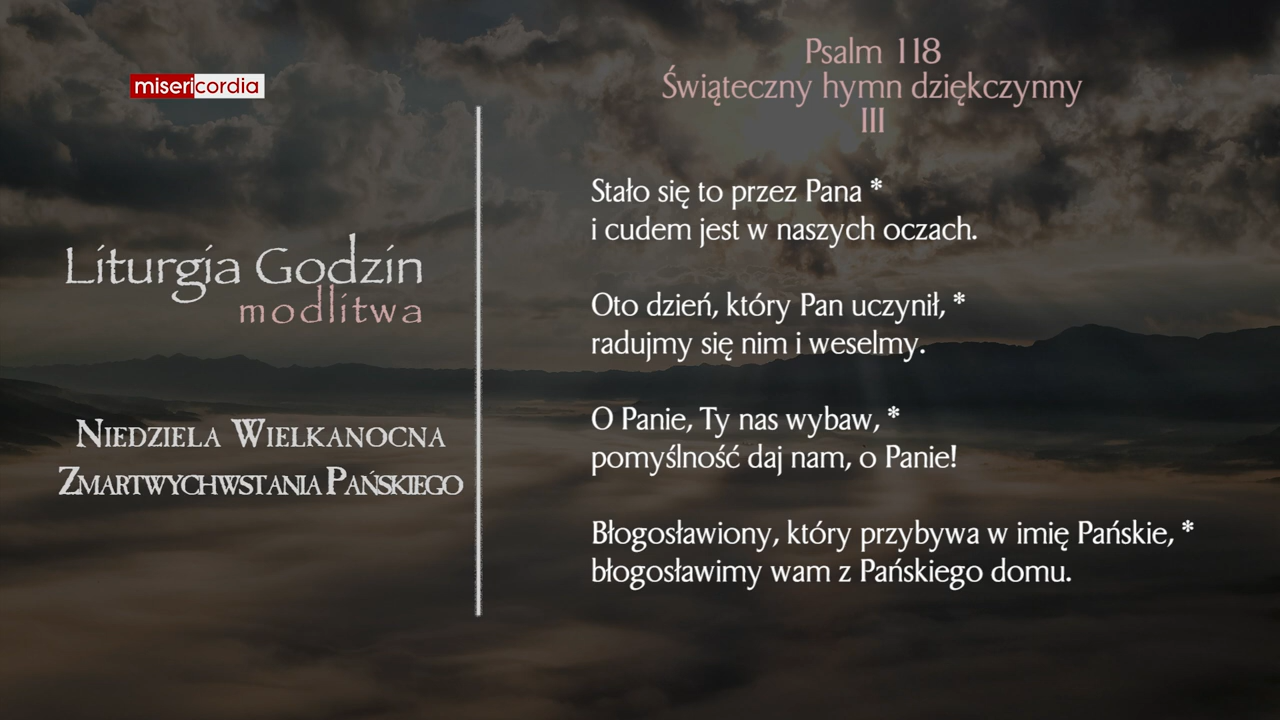 misericordia
Liturgia Godzin
modlitwa
Niedziela Wielkanocna
Zmartwychwstania Pańskiego
Psalm 118
Świąteczny hymn dziękczynny
III
Stało się to przez Pana *
i cudem jest w naszych oczach.
Oto dzień, który Pan uczynił, *
radujmy się nim i weselmy.
O Panie, Ty nas wybaw, *
pomyślność daj nam, o Panie!
Błogosławiony, który przybywa w imię Pańskie, *
błogosławimy wam z Pańskiego domu.